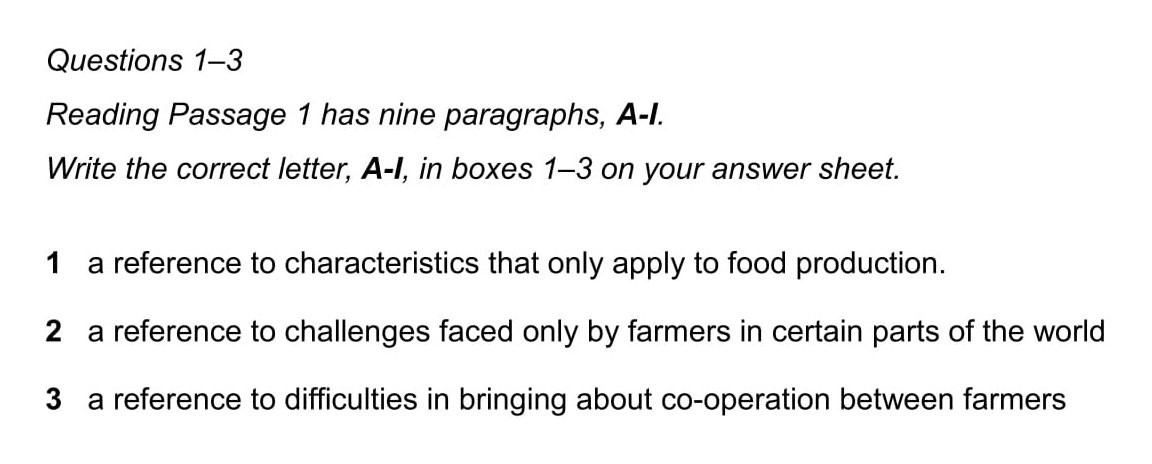 Questions 1–3
Reading Passage 1 has nine paragraphs, A-I.
Write the correct letter, A-I, in boxes 1–3 on your answer sheet.
1 a reference to characteristics that only apply to food production.
2 a reference to challenges faced only by farmers in certain parts of the world
3 a reference to difficulties in bringing about co-operation between farmers